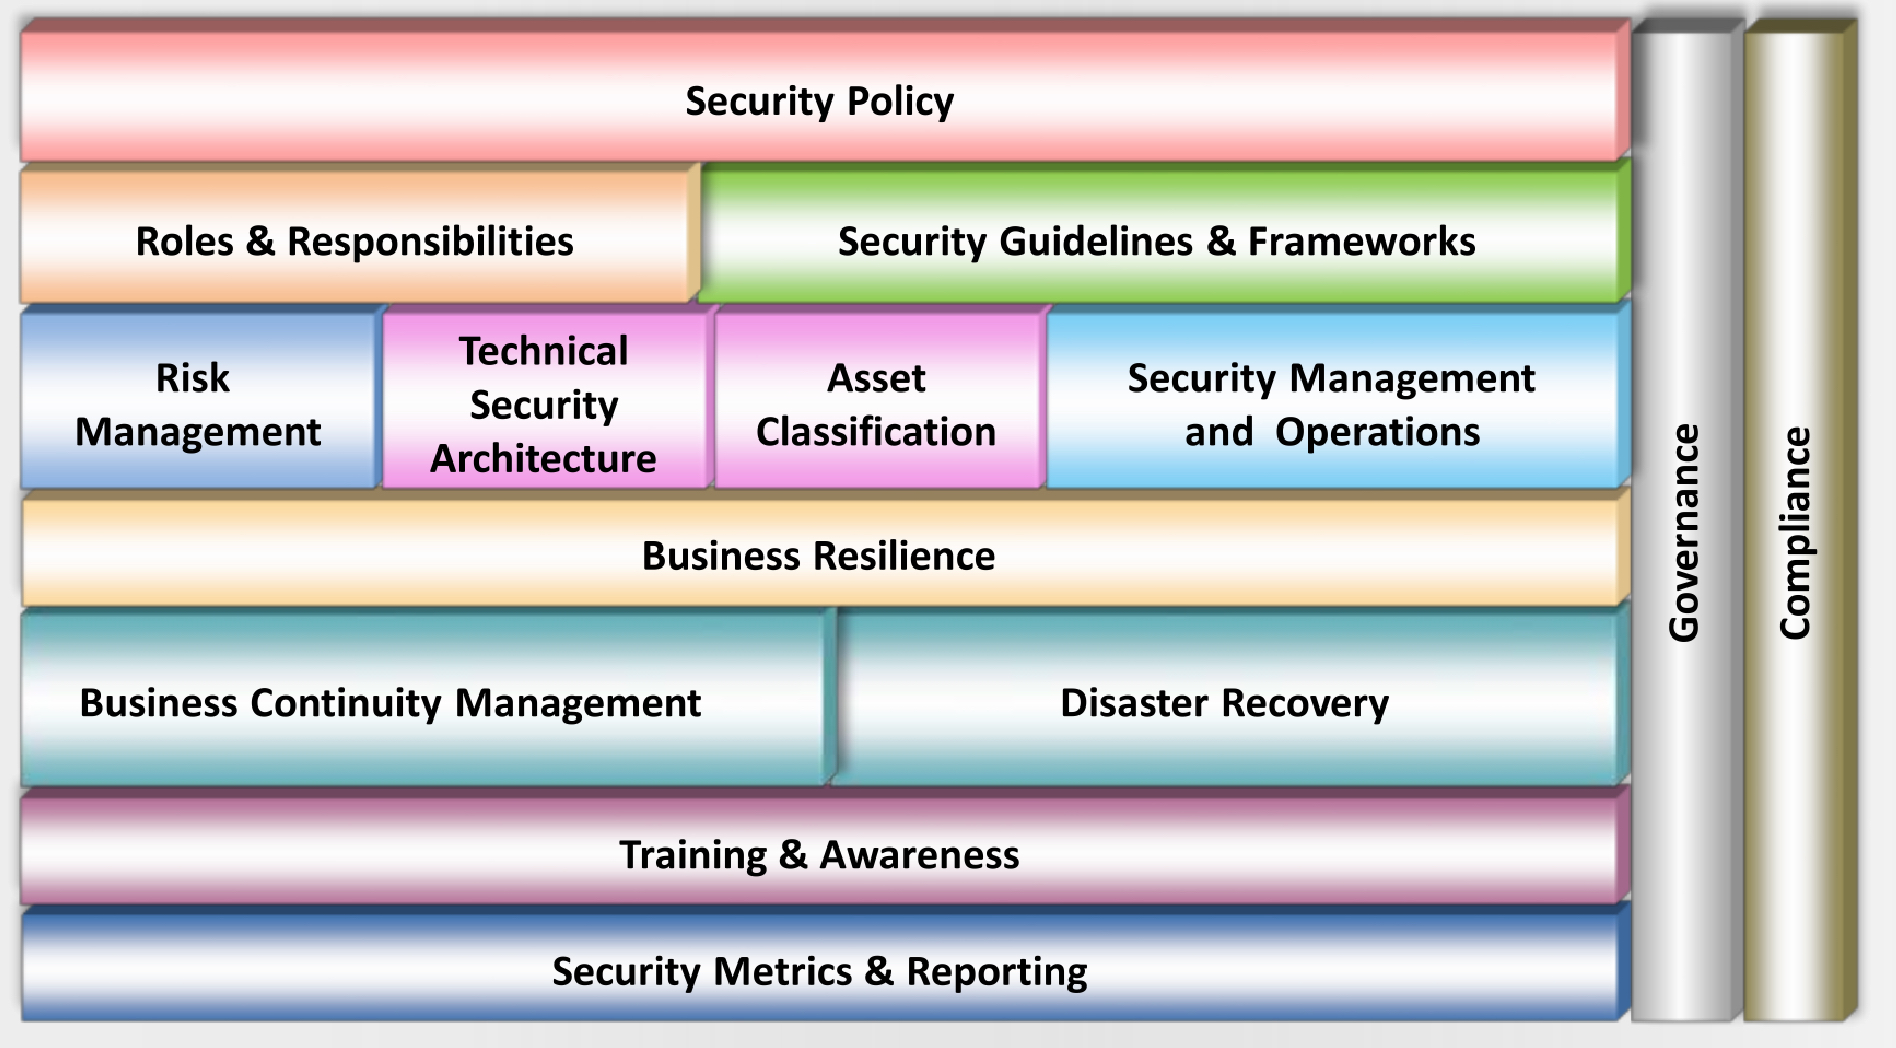 Security Policy
Roles & Responsibilities
Security Guidelines & Frameworks
Risk
Management
Technical
Security
Architecture
Asset
Classification
Security Management
and  Operations
Business Resilience
Business Continuity Management
Disaster Recovery
Training & Awareness
Security Metrics & Reporting
Governance
Compliance